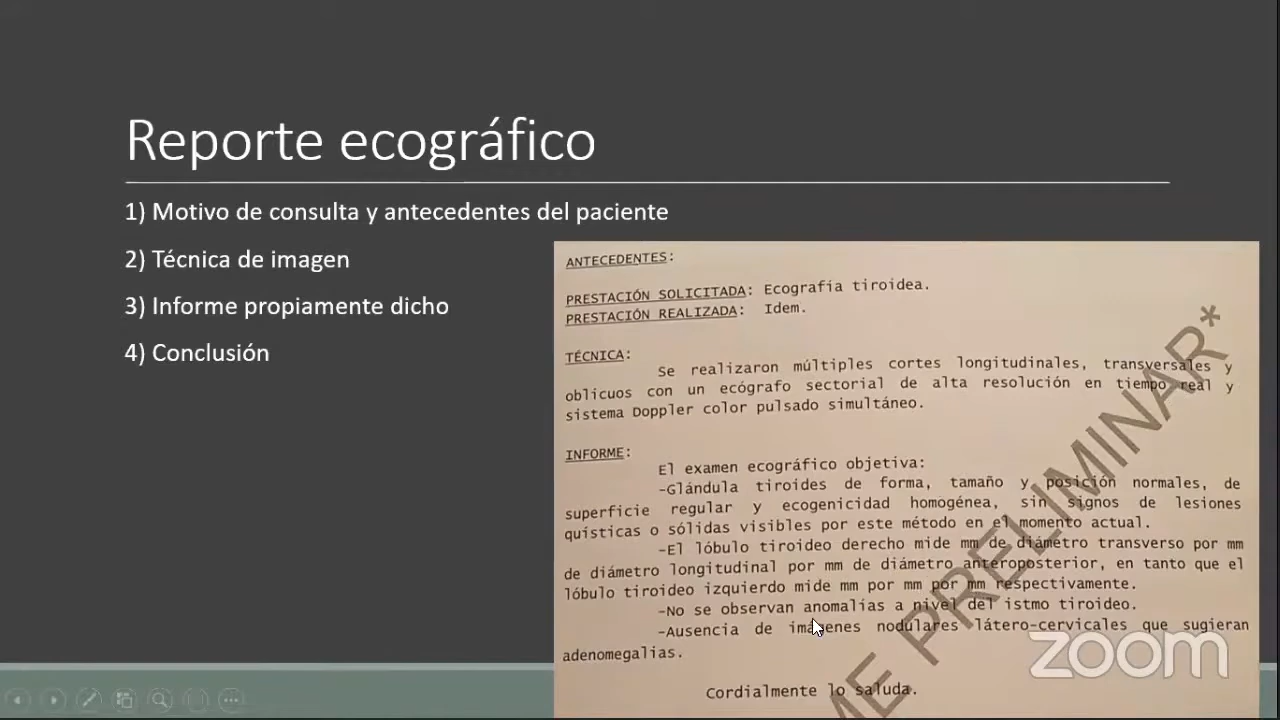 Reporte ecográfico
1) Motivo de consulta y antecedentes del paciente
2) Técnica de imagen
3) Informe propiamente dicho
4) Conclusión
ANTECEDENTES:
PRESTACIÓN SOLICITADA: Ecografía tiroidea.
PRESTACIÓN REALIZADA: Idem.
TÉCNICA:
Se realizaron múltiples cortes longitudinales, transversales y
oblicuos con un ecógrafo sectorial de alta resolución en tiempo real y
sistema Doppler color pulsado simultáneo.
INFORME:
El examen ecográfico objetiva:
-Glándula tiroides de forma, tamaño y posición normales, de
superficie regular y ecogenicidad homogénea, sin signos de lesiones
quísticas o sólidas visibles por este método en el momento actual.
-El lóbulo tiroideo derecho mide mm de diámetro transverso por mm
de diámetro longitudinal por mm de diámetro anteroposterior, en tanto que el
lóbulo tiroideo izquierdo mide mm por mm por mm respectivamente.
-No se observan anomalías a nivel del istmo tiroideo.
-Ausencia de imágenes nodulares látero-cervicales que sugieran
adenomegalias.
Cordialmente lo saluda.
ME PRELIMINAR*
zoom